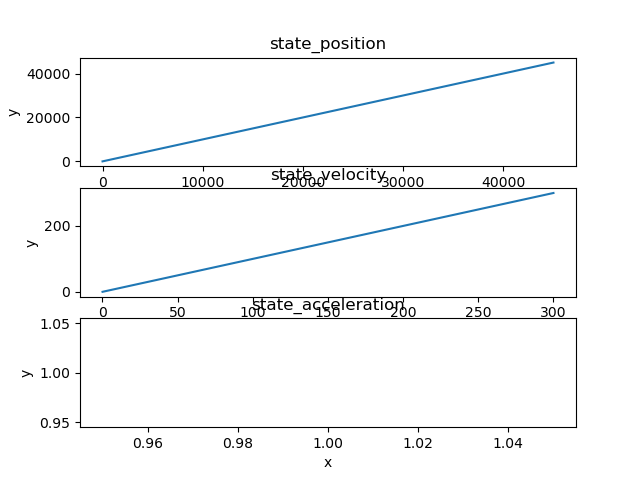 state_position
40000
20000
0
y
0 10000 20000 30000 40000
state_velocity
200
0
y
0 50 100 150 200 250 300
state_acceleration
1.05
1.00
0.95
y
0.96 0.98 1.00 1.02 1.04
x